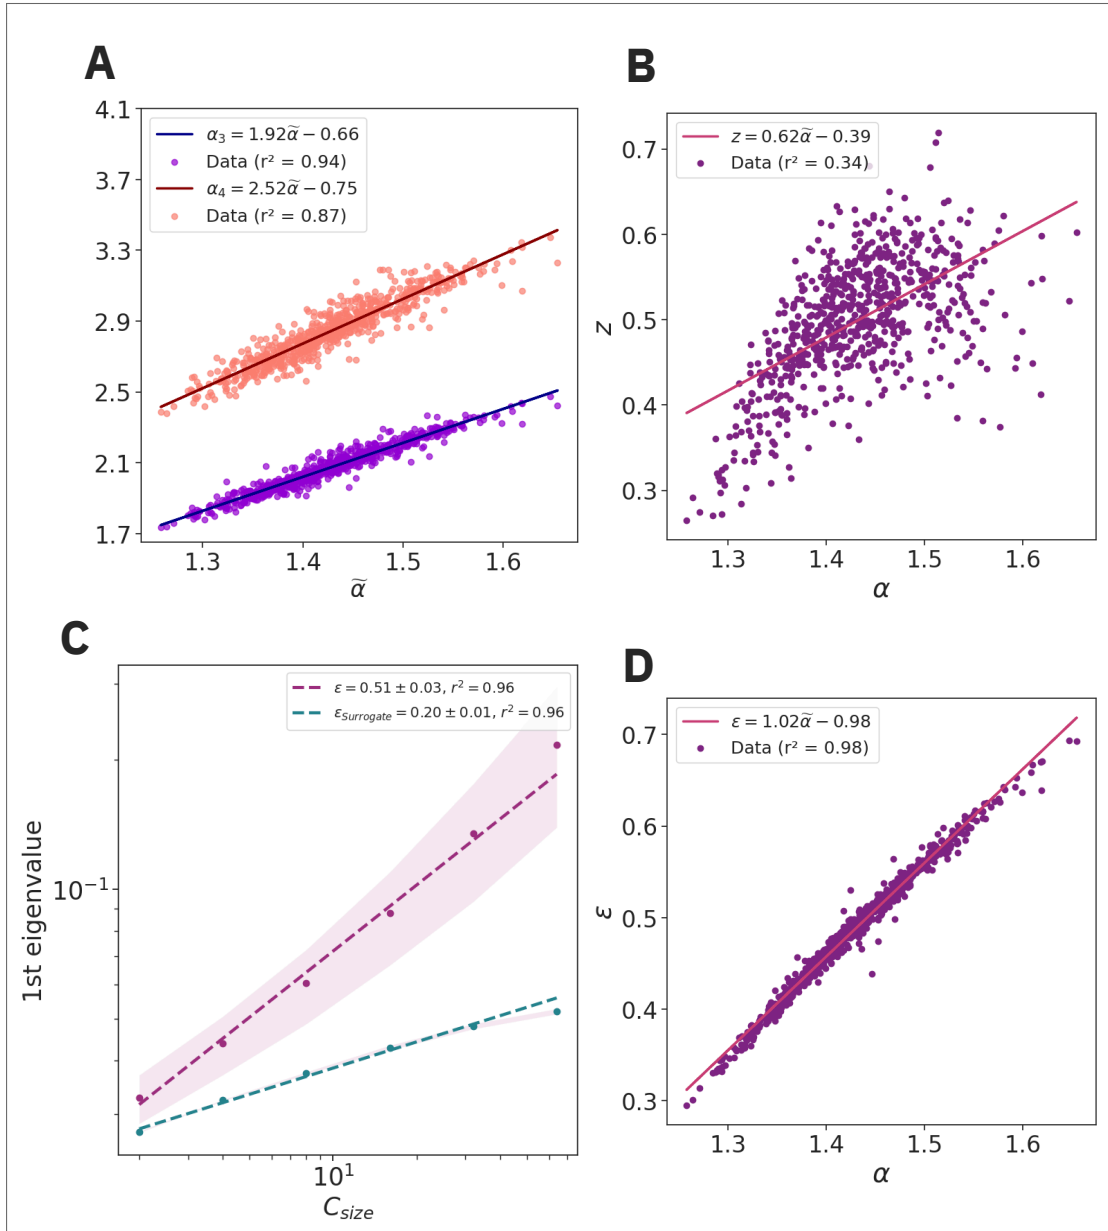 A
4.1
3.7
3.3
2.9
2.5
2.1
1.7
α₃ = 1.92α̃ − 0.66
Data (r² = 0.94)
α₄ = 2.52α̃ − 0.75
Data (r² = 0.87)
1.3 1.4 1.5 1.6
α̃
B
0.7
0.6
0.5
0.4
0.3
z
z = 0.62α̃ − 0.39
Data (r² = 0.34)
1.3 1.4 1.5 1.6
α
C
1st eigenvalue
10⁻¹
ε = 0.51 ± 0.03, r² = 0.96
ε_Surrogate = 0.20 ± 0.01, r² = 0.96
10¹
C_size
D
0.7
0.6
0.5
0.4
0.3
ε
ε = 1.02α̃ − 0.98
Data (r² = 0.98)
1.3 1.4 1.5 1.6
α